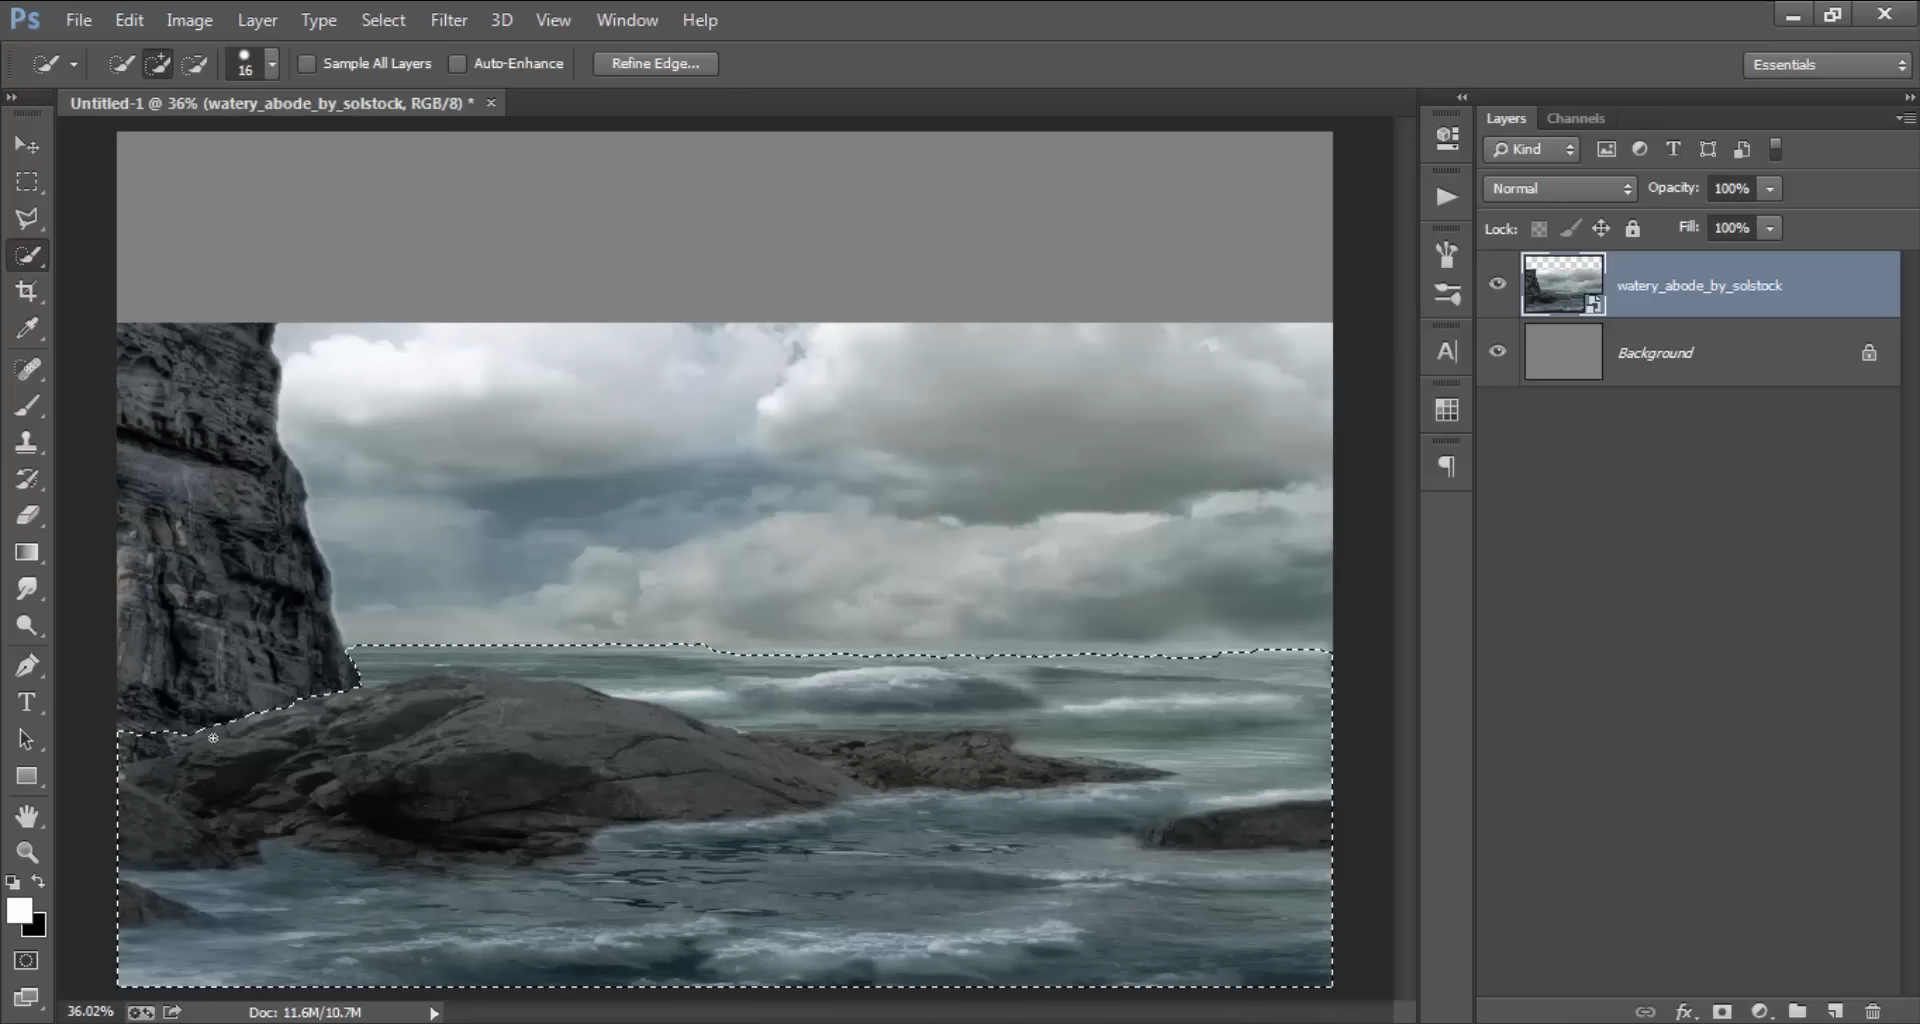 Ps File Edit Image Layer Type Select Filter 3D View Window Help
16 Sample All Layers Auto-Enhance Refine Edge... Essentials
Untitled-1 @ 36% (watery_abode_by_solstock, RGB/8) *
Layers Channels
Kind
Normal Opacity: 100%
Lock: Fill: 100%
watery_abode_by_solstock
Background
36.02% Doc: 11.6M/10.7M